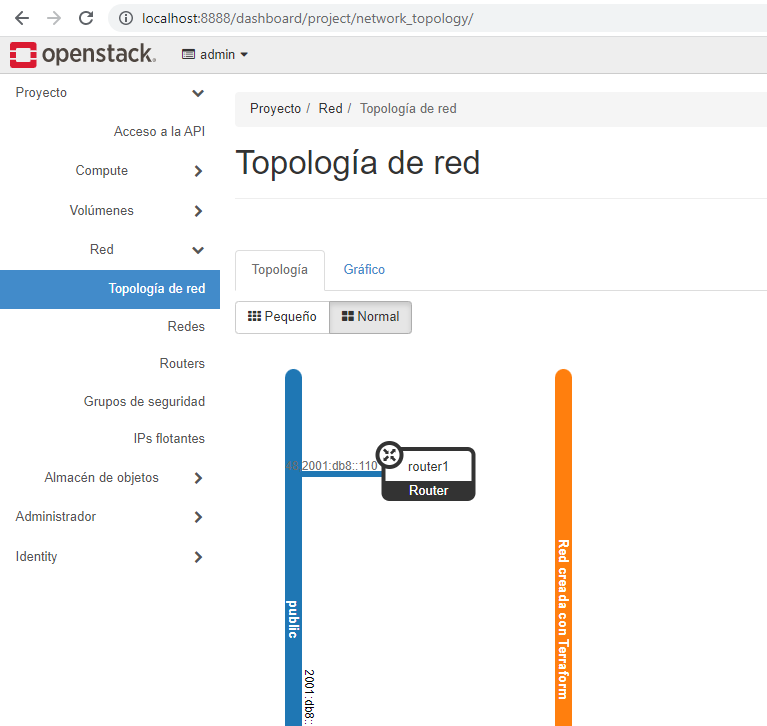 localhost:8888/dashboard/project/network_topology/
openstack.
admin
Proyecto
Acceso a la API
Compute
Volúmenes
Red
Topología de red
Redes
Routers
Grupos de seguridad
IPs flotantes
Almacén de objetos
Administrador
Identity
Proyecto / Red / Topología de red
Topología de red
Topología
Gráfico
Pequeño
Normal
2001:db8::110
router1
Router
public
2001:db8:
Red creada con Terraform